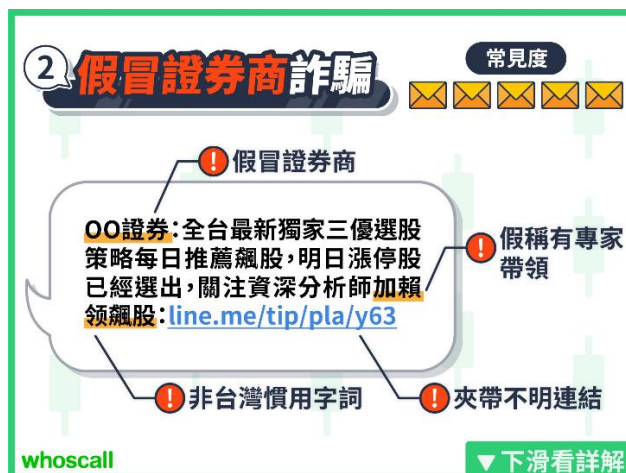 2 假冒證券商詐騙
常見度
! 假冒證券商
OO證券:全台最新獨家三優選股
策略每日推薦飆股,明日漲停股
已經選出,關注資深分析師加賴
领飆股:line.me/tip/pla/y63
! 假稱有專家
帶領
! 非台灣慣用字詞
! 夾帶不明連結
whoscall
▼下滑看詳解